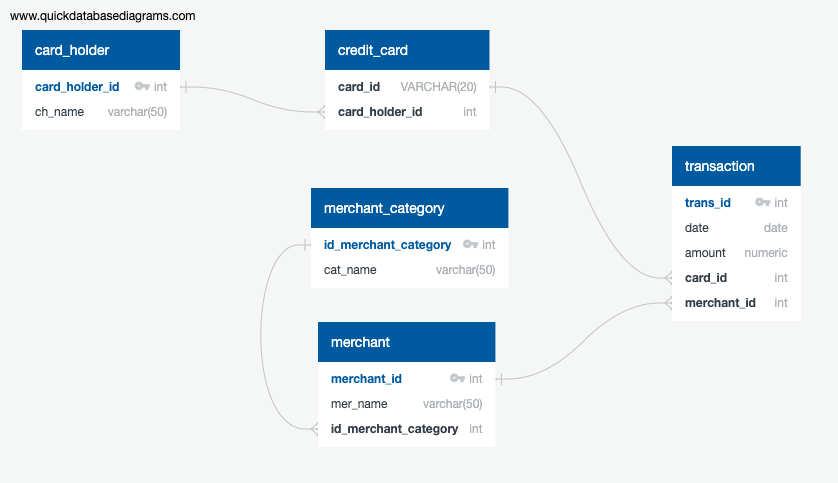 www.quickdatabasediagrams.com
card_holder
card_holder_id int
ch_name varchar(50)
credit_card
card_id VARCHAR(20)
card_holder_id int
merchant_category
id_merchant_category int
cat_name varchar(50)
merchant
merchant_id int
mer_name varchar(50)
id_merchant_category int
transaction
trans_id int
date date
amount numeric
card_id int
merchant_id int